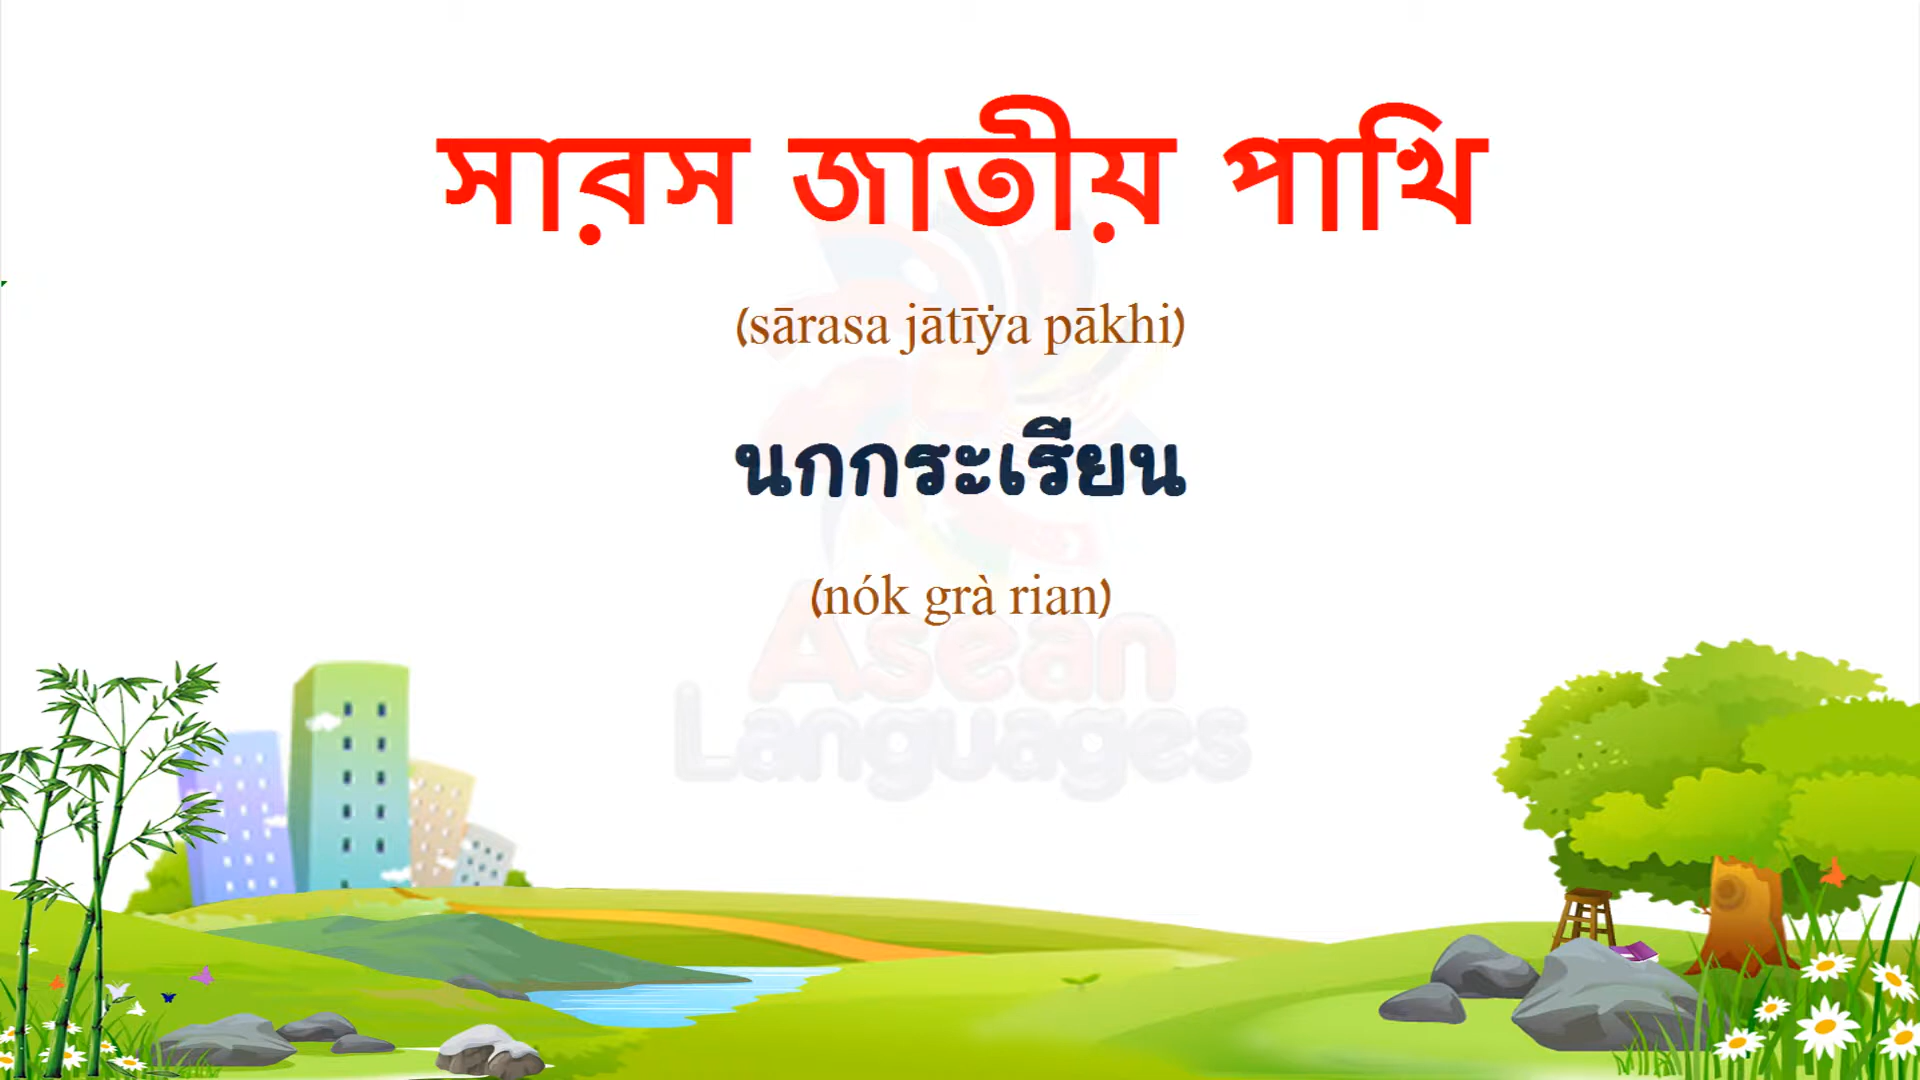 সারস জাতীয় পাখি
(sārasa jātīẏa pākhi)
นกกระเรียน
(nók grà rian)
Asean
Languages